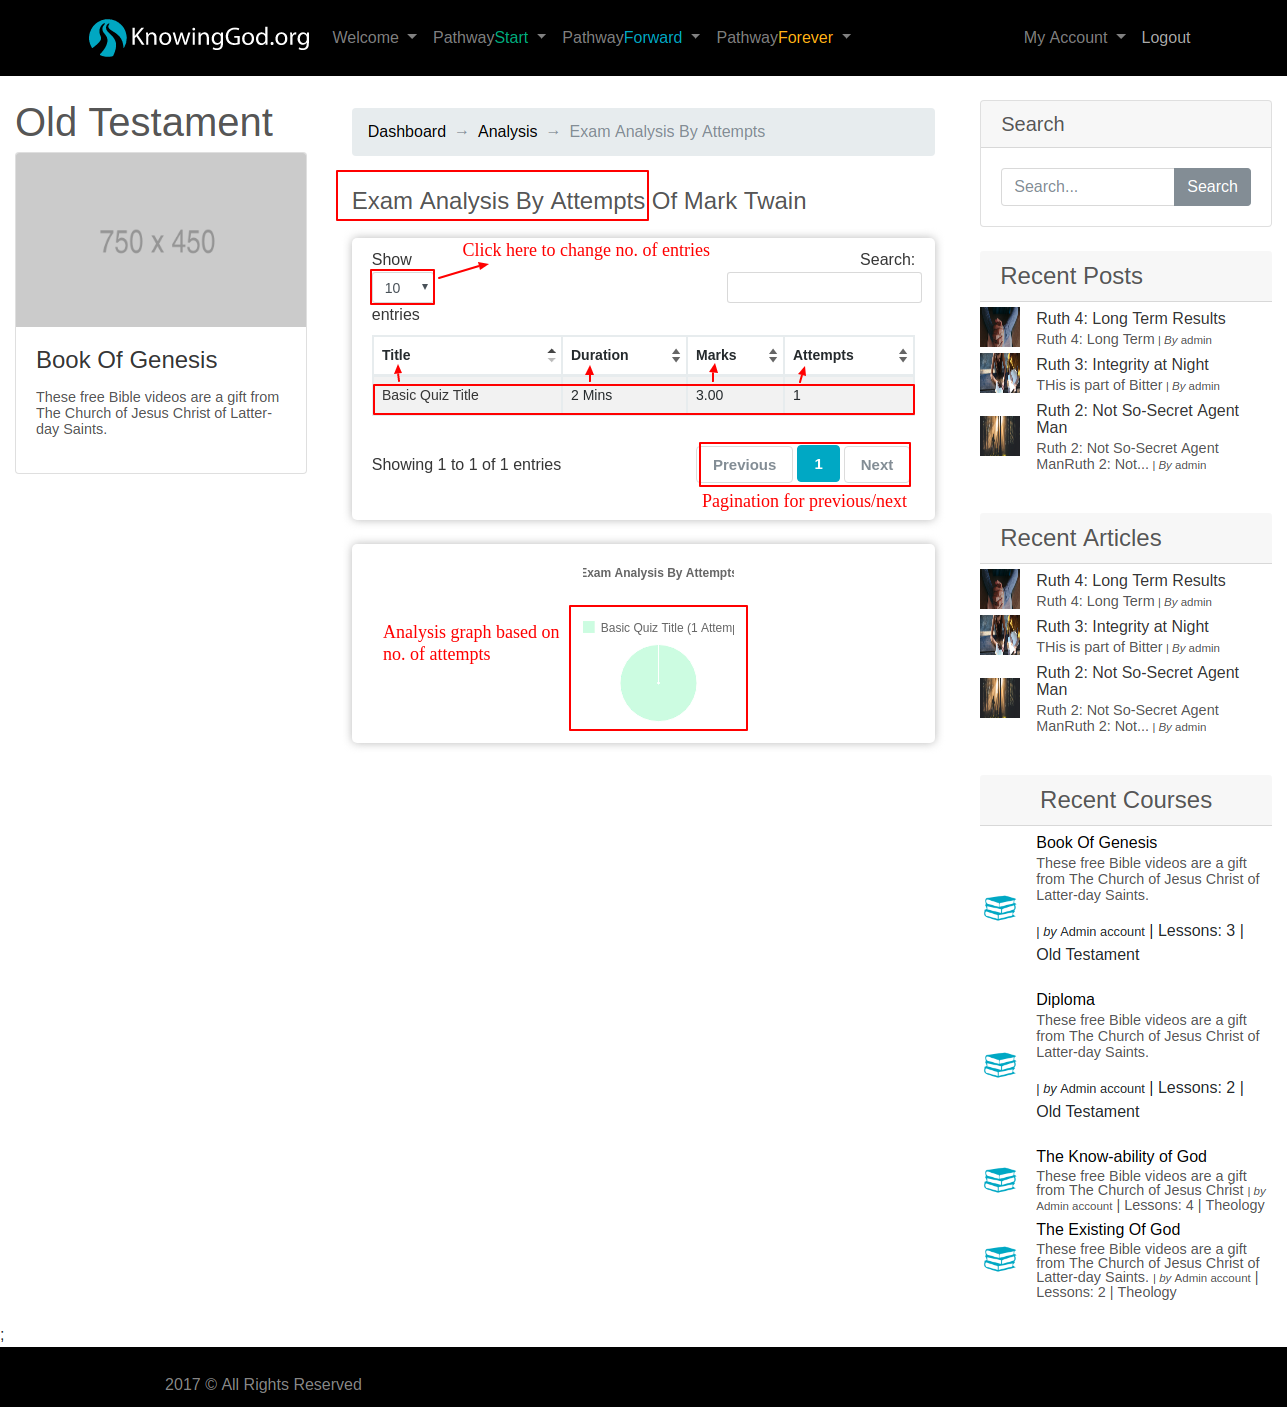 KnowingGod.org Welcome PathwayStart PathwayForward PathwayForever My Account Logout
Old Testament
750 x 450
Book Of Genesis
These free Bible videos are a gift from
The Church of Jesus Christ of Latter-
day Saints.
Dashboard → Analysis → Exam Analysis By Attempts
Exam Analysis By Attempts Of Mark Twain
Click here to change no. of entries
Show
10
entries
Search:
Title Duration Marks Attempts
Basic Quiz Title 2 Mins 3.00 1
Showing 1 to 1 of 1 entries
Previous 1 Next
Pagination for previous/next
Exam Analysis By Attempts
Analysis graph based on
no. of attempts
Basic Quiz Title (1 Attemp
Search
Search... Search
Recent Posts
Ruth 4: Long Term Results
Ruth 4: Long Term | By admin
Ruth 3: Integrity at Night
THis is part of Bitter | By admin
Ruth 2: Not So-Secret Agent
Man
Ruth 2: Not So-Secret Agent
ManRuth 2: Not... | By admin
Recent Articles
Ruth 4: Long Term Results
Ruth 4: Long Term | By admin
Ruth 3: Integrity at Night
THis is part of Bitter | By admin
Ruth 2: Not So-Secret Agent
Man
Ruth 2: Not So-Secret Agent
ManRuth 2: Not... | By admin
Recent Courses
Book Of Genesis
These free Bible videos are a gift
from The Church of Jesus Christ of
Latter-day Saints.
| by Admin account | Lessons: 3 |
Old Testament
Diploma
These free Bible videos are a gift
from The Church of Jesus Christ of
Latter-day Saints.
| by Admin account | Lessons: 2 |
Old Testament
The Know-ability of God
These free Bible videos are a gift
from The Church of Jesus Christ | by
Admin account | Lessons: 4 | Theology
The Existing Of God
These free Bible videos are a gift
from The Church of Jesus Christ of
Latter-day Saints. | by Admin account |
Lessons: 2 | Theology
;
2017 © All Rights Reserved